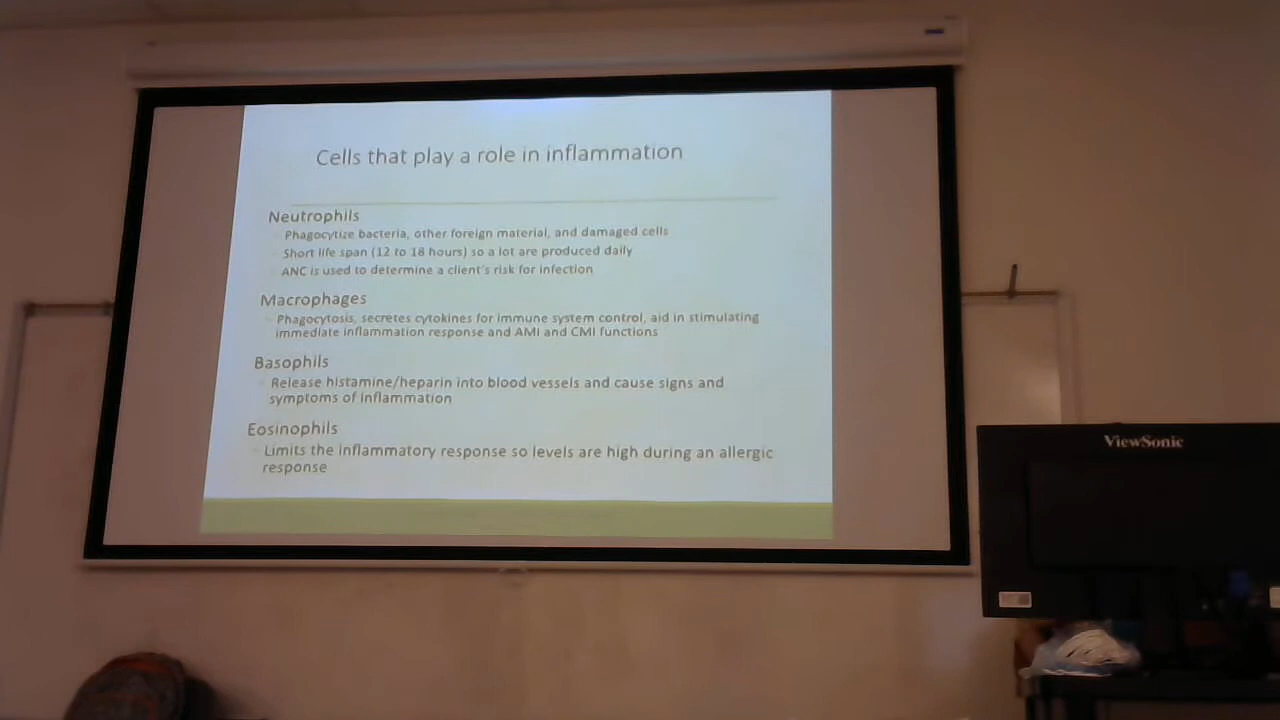 Cells that play a role in inflammation
Neutrophils
Phagocytize bacteria, other foreign material, and damaged cells
Short life span (12 to 18 hours) so a lot are produced daily
ANC is used to determine a client's risk for infection
Macrophages
Phagocytosis, secretes cytokines for immune system control, aid in stimulating
immediate inflammation response and AMI and CMI functions
Basophils
Release histamine/heparin into blood vessels and cause signs and
symptoms of inflammation
Eosinophils
Limits the inflammatory response so levels are high during an allergic
response
ViewSonic